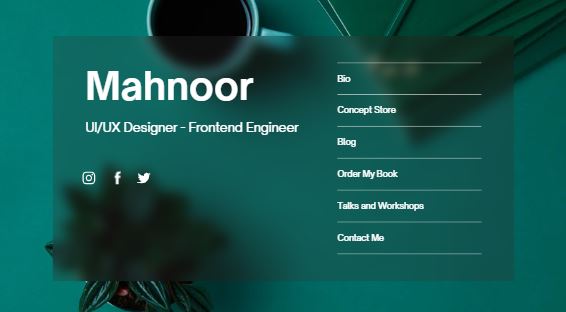 Mahnoor
UI/UX Designer - Frontend Engineer
Bio
Concept Store
Blog
Order My Book
Talks and Workshops
Contact Me